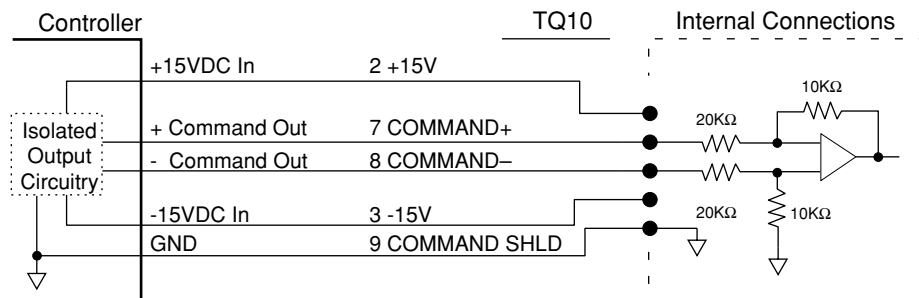 Controller TQ10 Internal Connections
+15VDC In 2 +15V
10KΩ
20KΩ
+ Command Out 7 COMMAND+
Isolated
Output
Circuitry
- Command Out 8 COMMAND–
-15VDC In 3 -15V
20KΩ 10KΩ
GND 9 COMMAND SHLD